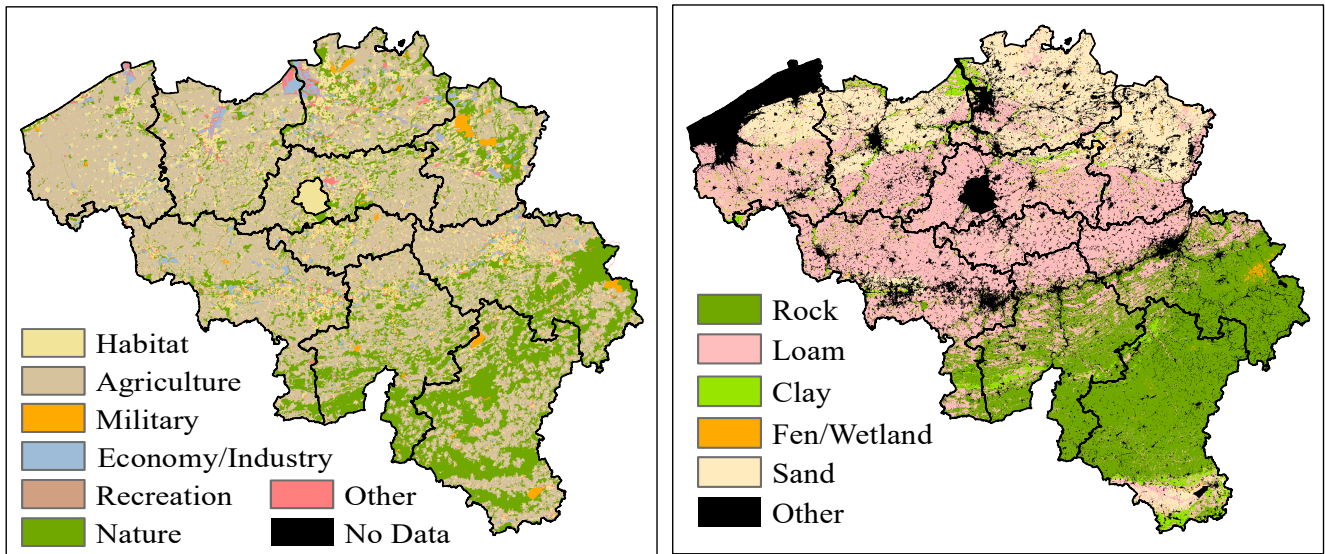 Habitat
Agriculture
Military
Economy/Industry
Recreation
Nature
Other
No Data
Rock
Loam
Clay
Fen/Wetland
Sand
Other